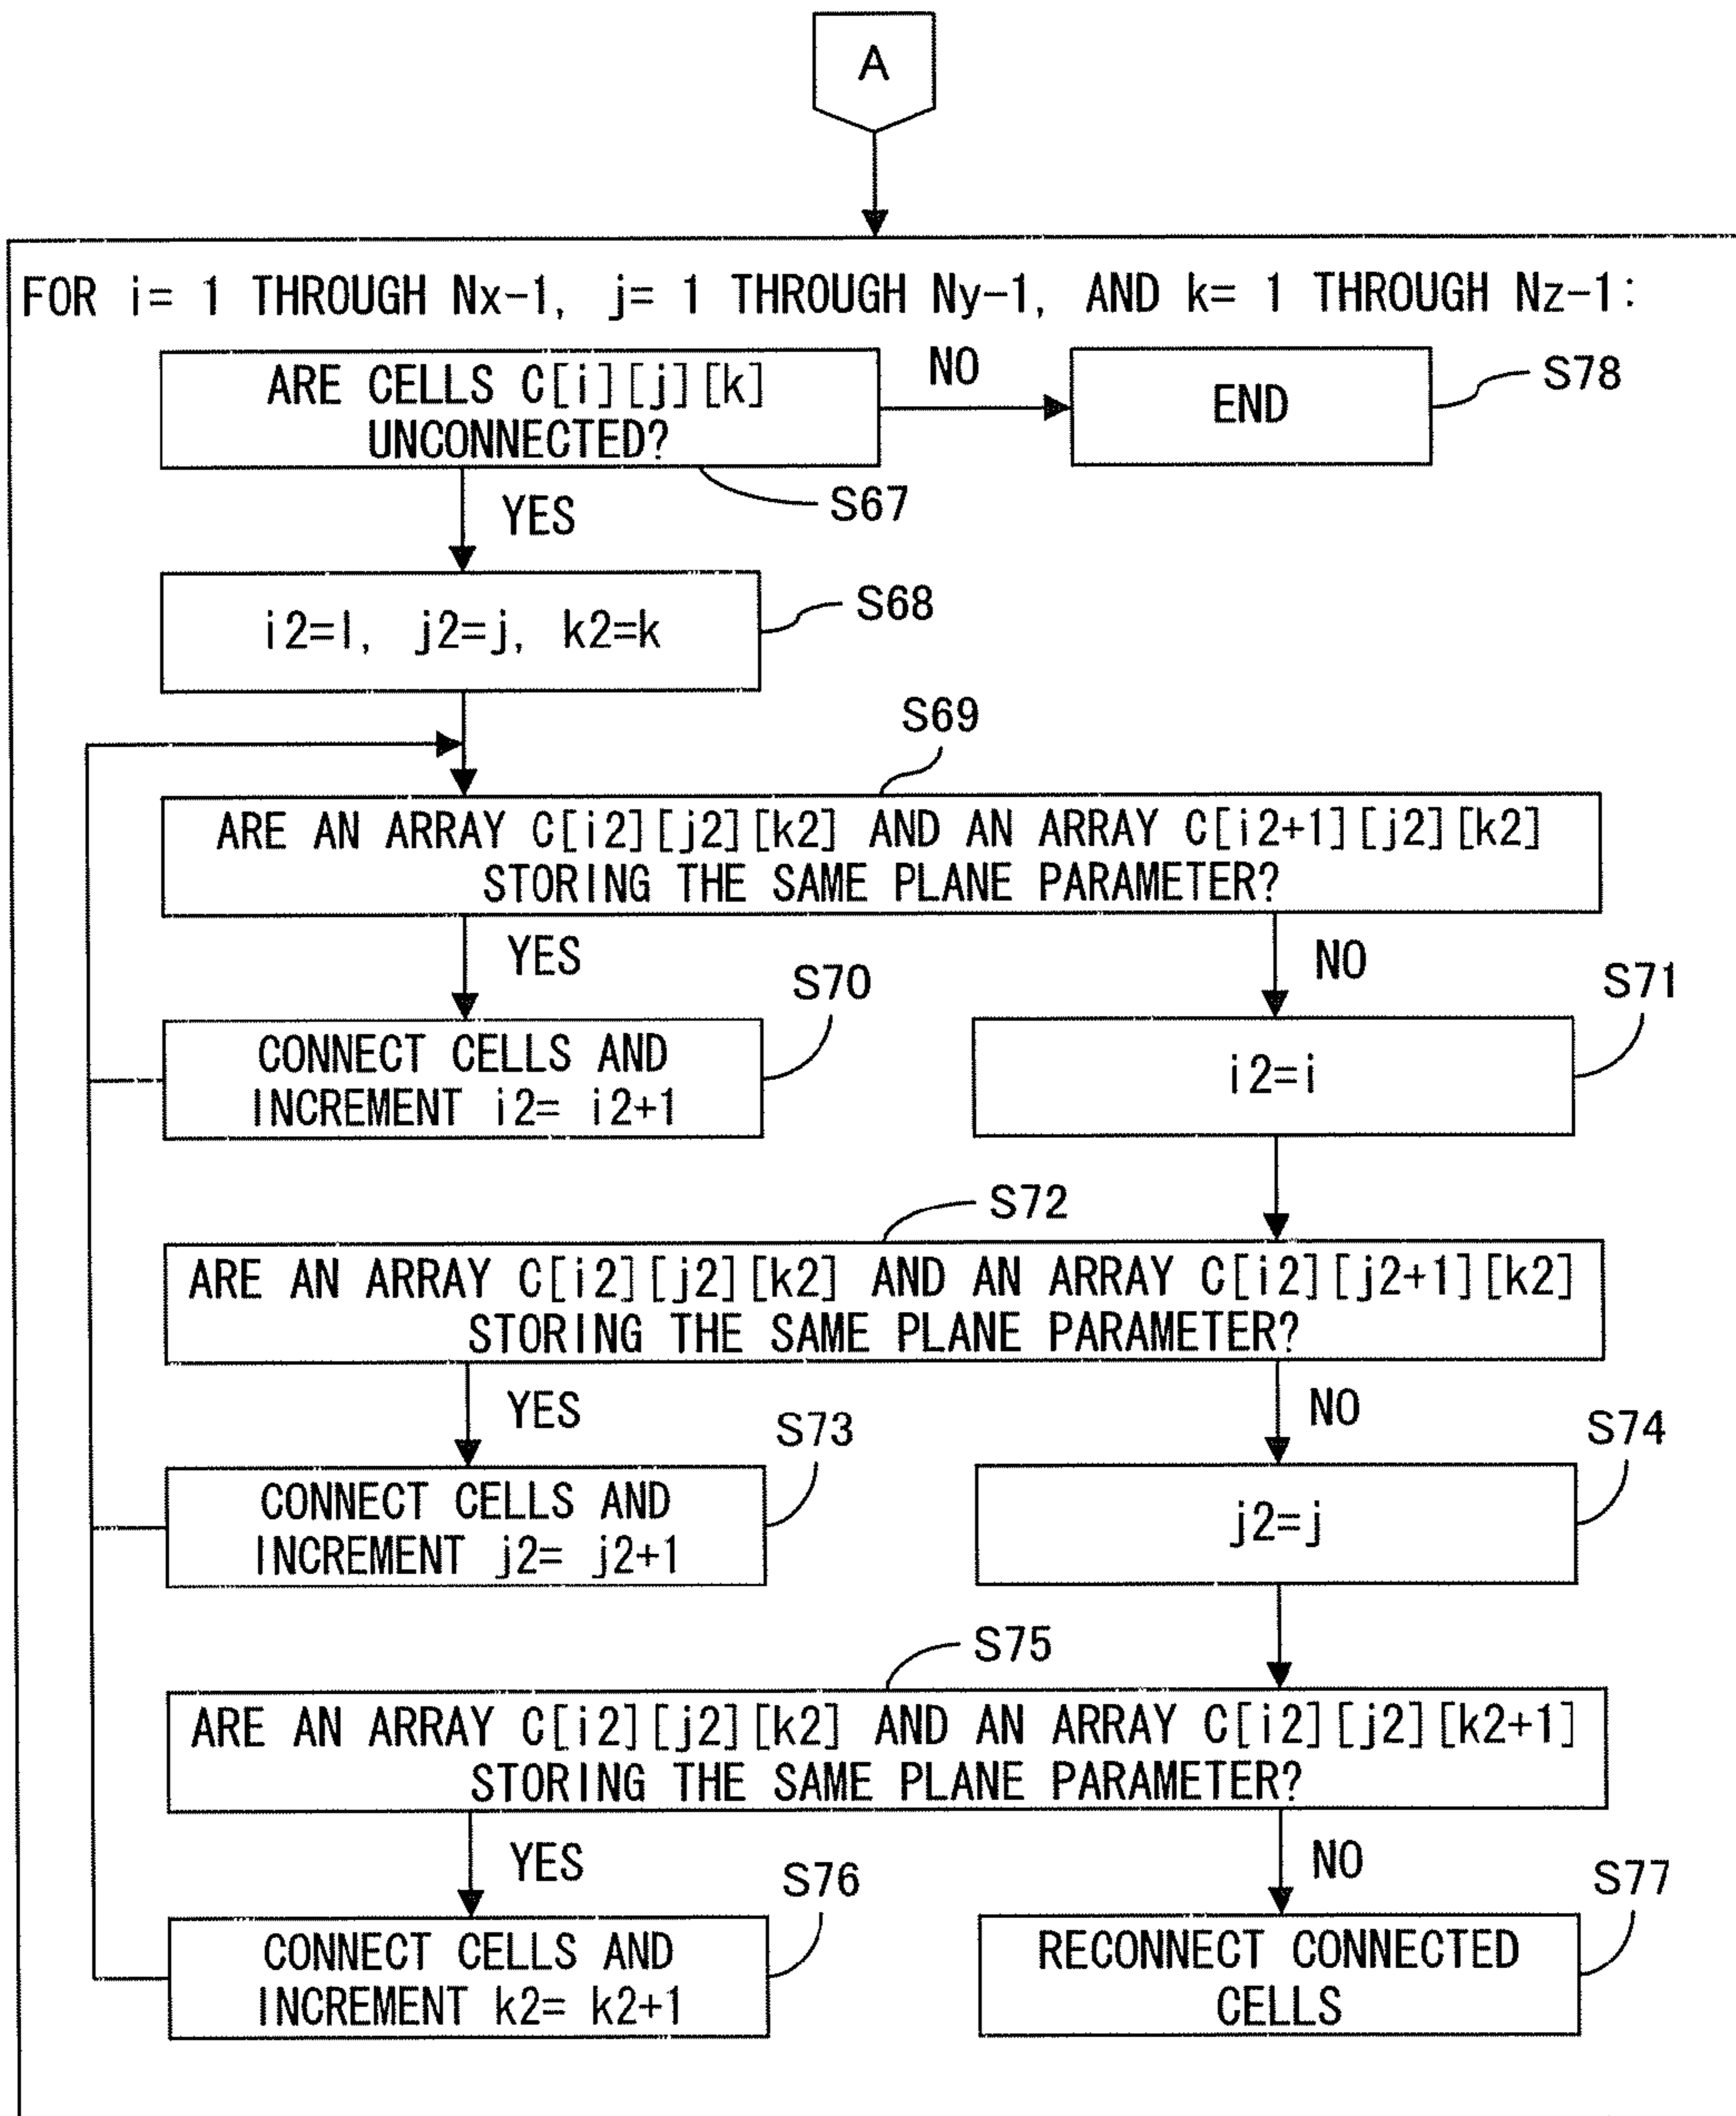 A
FOR i= 1 THROUGH Nx-1, j= 1 THROUGH Ny-1, AND k= 1 THROUGH Nz-1:
ARE CELLS C[i][j][k]
UNCONNECTED?
NO
END
S78
S67
YES
i2=l, j2=j, k2=k
S68
S69
ARE AN ARRAY C[i2][j2][k2] AND AN ARRAY C[i2+1][j2][k2]
STORING THE SAME PLANE PARAMETER?
YES
NO
S70
S71
CONNECT CELLS AND
INCREMENT i2= i2+1
i2=i
S72
ARE AN ARRAY C[i2][j2][k2] AND AN ARRAY C[i2][j2+1][k2]
STORING THE SAME PLANE PARAMETER?
YES
NO
S73
S74
CONNECT CELLS AND
INCREMENT j2= j2+1
j2=j
S75
ARE AN ARRAY C[i2][j2][k2] AND AN ARRAY C[i2][j2][k2+1]
STORING THE SAME PLANE PARAMETER?
YES
NO
S76
S77
CONNECT CELLS AND
INCREMENT k2= k2+1
RECONNECT CONNECTED
CELLS